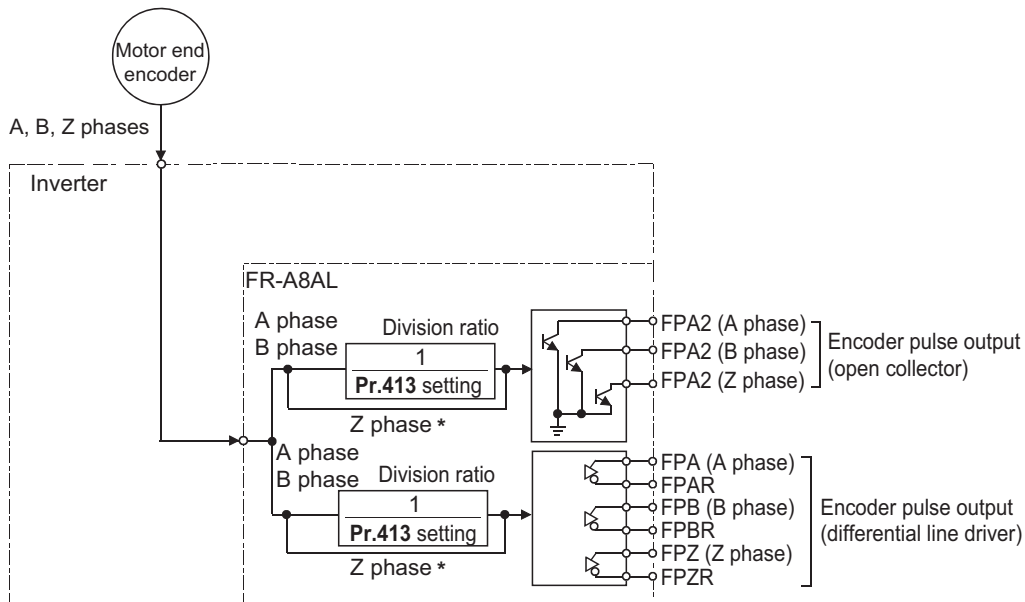 Motor end
encoder
A, B, Z phases
Inverter
FR-A8AL
A phase
B phase
Division ratio
1
Pr.413 setting
Z phase *
FPA2 (A phase)
FPA2 (B phase)
FPA2 (Z phase)
Encoder pulse output
(open collector)
A phase
B phase
Division ratio
1
Pr.413 setting
Z phase *
FPA (A phase)
FPAR
FPB (B phase)
FPBR
FPZ (Z phase)
FPZR
Encoder pulse output
(differential line driver)